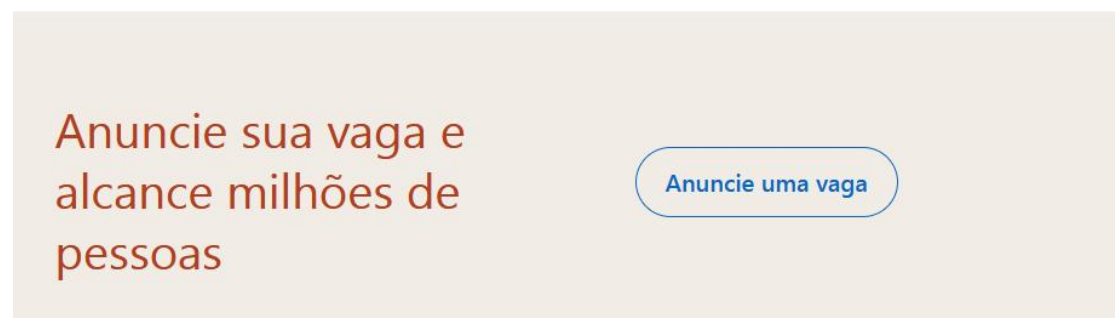 Anuncie sua vaga e
alcance milhões de
pessoas
Anuncie uma vaga